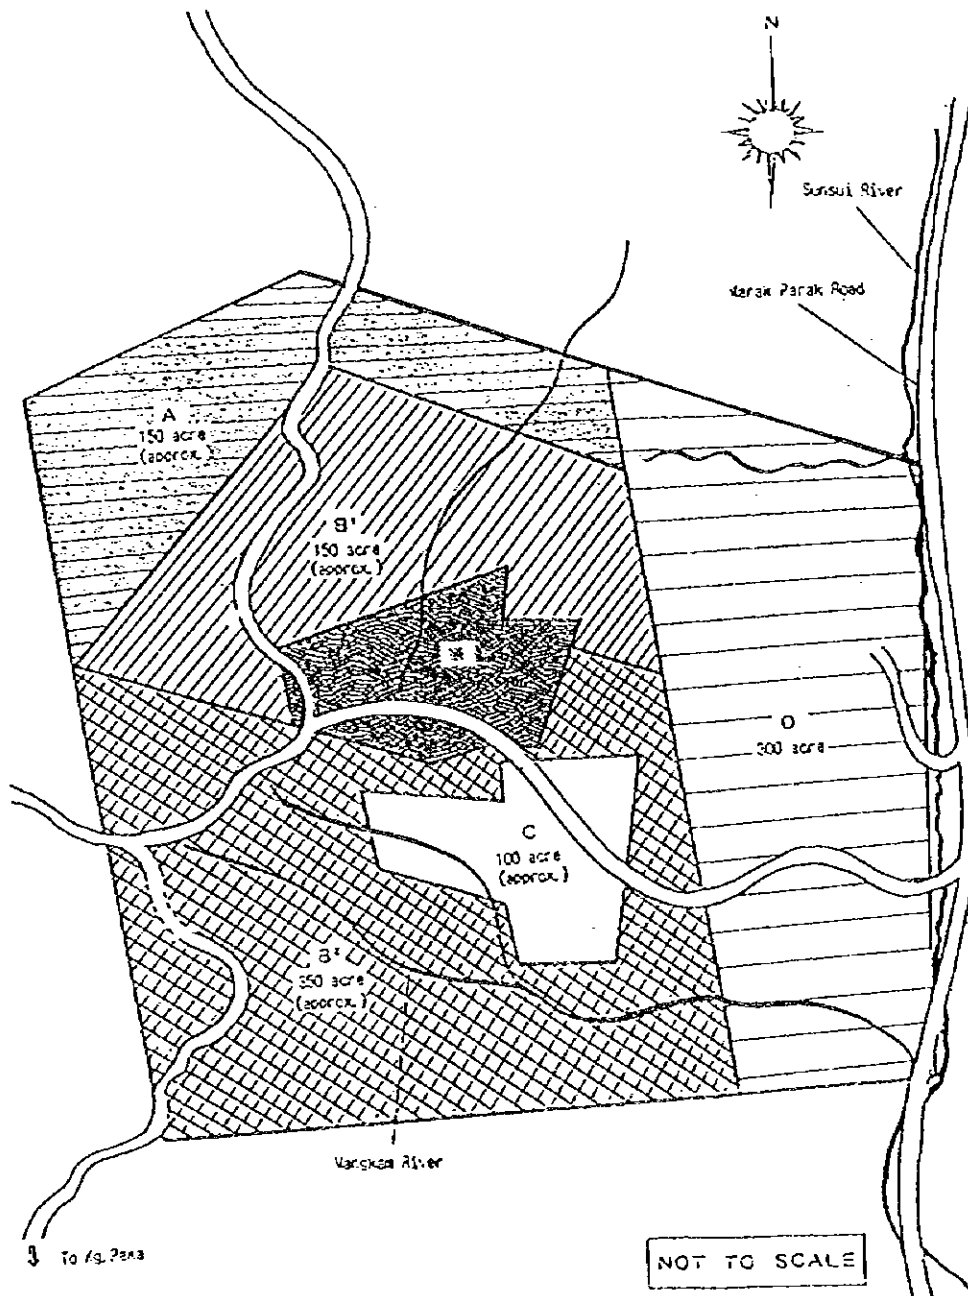 N
Sunsui River
Marak Parak Road
A
150 acre
(approx.)
B¹
150 acre
(approx.)
D
300 acre
C
100 acre
(approx.)
B²
350 acre
(approx.)
River
To Kg.
NOT TO SCALE